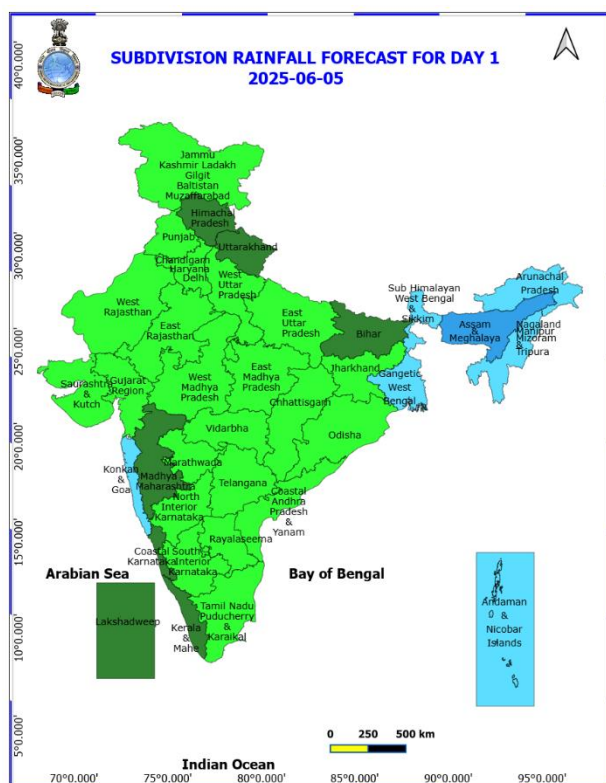 SUBDIVISION RAINFALL FORECAST FOR DAY 1
2025-06-05
40°0.000'
35°0.000'
30°0.000'
25°0.000'
20°0.000'
15°0.000'
10°0.000'
5°0.000'
Jammu
Kashmir Ladakh
Gilgit
Baltistan
Muzaffarabad
Himachal
Pradesh
Punjab
Uttarakhand
Chandigarh
Haryana
Delhi
West
Uttar
Pradesh
Sub Himalayan
West Bengal
&
Sikkim
Arunachal
Pradesh
West
Rajasthan
East
Rajasthan
East
Uttar
Pradesh
Bihar
Assam
&
Meghalaya
Nagaland
Manipur
Mizoram
&
Tripura
Saurashtra
&
Kutch
Gujarat
Region
West
Madhya
Pradesh
East
Madhya
Pradesh
Jharkhand
Gangetic
West
Bengal
Chhattisgarh
Vidarbha
Odisha
Konkan
&
Goa
Madhya
Maharashtra
Marathwada
North
Interior
Karnataka
Telangana
Coastal
Andhra
Pradesh
&
Yanam
Rayalaseema
Coastal
Karnataka
South
Interior
Karnataka
Arabian Sea
Bay of Bengal
Lakshadweep
Kerala
&
Mahe
Tamil Nadu
Puducherry
&
Karaikal
Andaman
&
Nicobar
Islands
0 250 500 km
Indian Ocean
70°0.000' 75°0.000' 80°0.000' 85°0.000' 90°0.000' 95°0.000'